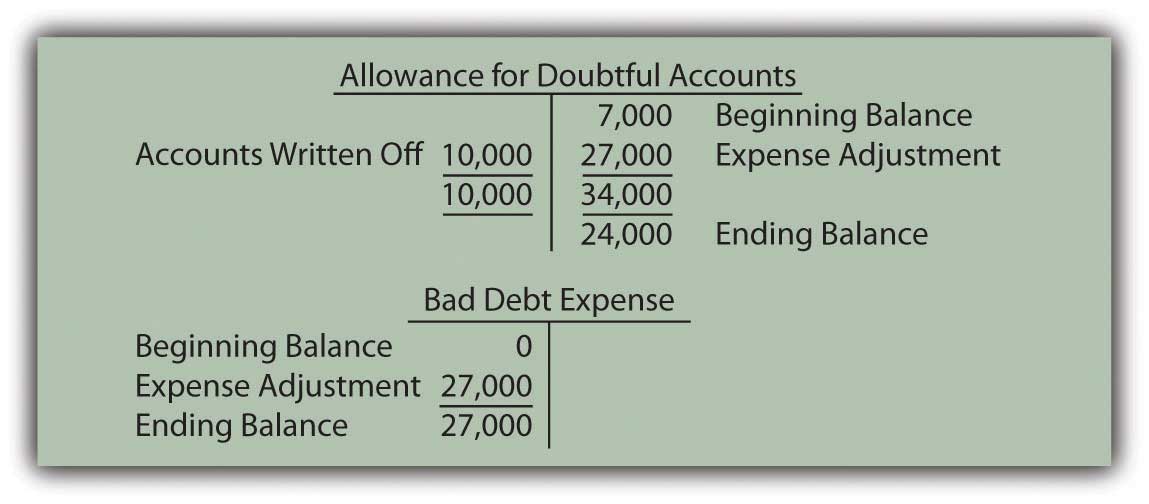 Allowance for Doubtful Accounts
7,000 Beginning Balance
Accounts Written Off 10,000 27,000 Expense Adjustment
10,000 34,000
24,000 Ending Balance
Bad Debt Expense
Beginning Balance 0
Expense Adjustment 27,000
Ending Balance 27,000